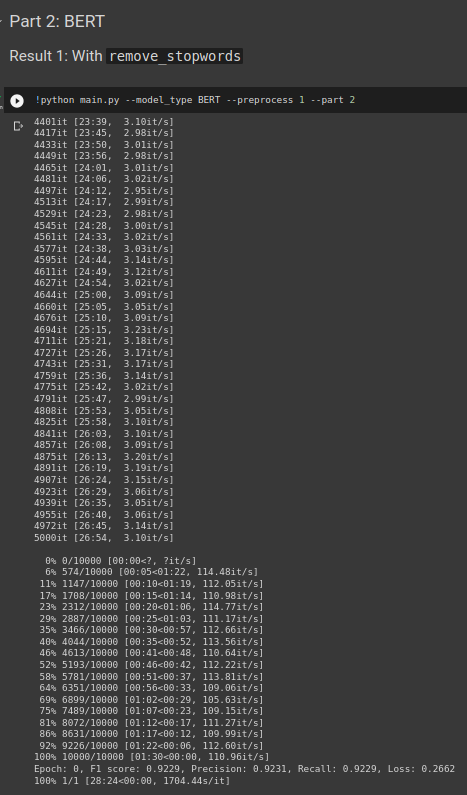 Part 2: BERT
Result 1: With remove_stopwords
!python main.py --model_type BERT --preprocess 1 --part 2
4401it [23:39,  3.10it/s]
4417it [23:45,  2.98it/s]
4433it [23:50,  3.01it/s]
4449it [23:56,  2.98it/s]
4465it [24:01,  3.01it/s]
4481it [24:06,  3.02it/s]
4497it [24:12,  2.95it/s]
4513it [24:17,  2.99it/s]
4529it [24:23,  2.98it/s]
4545it [24:28,  3.00it/s]
4561it [24:33,  3.02it/s]
4577it [24:38,  3.03it/s]
4595it [24:44,  3.14it/s]
4611it [24:49,  3.12it/s]
4627it [24:54,  3.02it/s]
4644it [25:00,  3.09it/s]
4660it [25:05,  3.05it/s]
4676it [25:10,  3.09it/s]
4694it [25:15,  3.23it/s]
4711it [25:21,  3.18it/s]
4727it [25:26,  3.17it/s]
4743it [25:31,  3.17it/s]
4759it [25:36,  3.14it/s]
4775it [25:42,  3.02it/s]
4791it [25:47,  2.99it/s]
4808it [25:53,  3.05it/s]
4825it [25:58,  3.10it/s]
4841it [26:03,  3.10it/s]
4857it [26:08,  3.09it/s]
4875it [26:13,  3.20it/s]
4891it [26:19,  3.19it/s]
4907it [26:24,  3.15it/s]
4923it [26:29,  3.06it/s]
4939it [26:35,  3.05it/s]
4955it [26:40,  3.06it/s]
4972it [26:45,  3.14it/s]
5000it [26:54,  3.10it/s]
0% 0/10000 [00:00<?, ?it/s]
6% 574/10000 [00:05<01:22, 114.48it/s]
11% 1147/10000 [00:10<01:19, 112.05it/s]
17% 1708/10000 [00:15<01:14, 110.98it/s]
23% 2312/10000 [00:20<01:06, 114.77it/s]
29% 2887/10000 [00:25<01:03, 111.17it/s]
35% 3466/10000 [00:30<00:57, 112.66it/s]
40% 4044/10000 [00:35<00:52, 113.56it/s]
46% 4613/10000 [00:41<00:48, 110.64it/s]
52% 5193/10000 [00:46<00:42, 112.22it/s]
58% 5781/10000 [00:51<00:37, 113.81it/s]
64% 6351/10000 [00:56<00:33, 109.06it/s]
69% 6899/10000 [01:02<00:29, 105.63it/s]
75% 7489/10000 [01:07<00:23, 109.15it/s]
81% 8072/10000 [01:12<00:17, 111.27it/s]
86% 8631/10000 [01:17<00:12, 109.99it/s]
92% 9226/10000 [01:22<00:06, 112.60it/s]
100% 10000/10000 [01:30<00:00, 110.96it/s]
Epoch: 0, F1 score: 0.9229, Precision: 0.9231, Recall: 0.9229, Loss: 0.2662
100% 1/1 [28:24<00:00, 1704.44s/it]